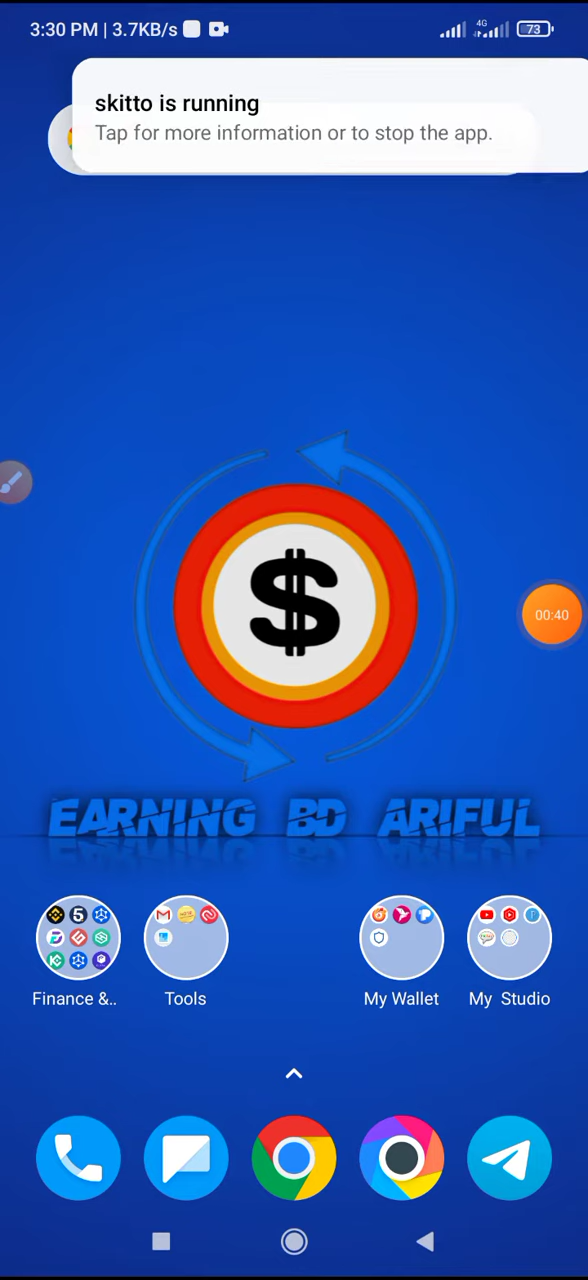 3:30 PM | 3.7KB/s
4G
73
skitto is running
Tap for more information or to stop the app.
$
00:40
EARNING BD ARIFUL
Finance &..
Tools
My Wallet
My Studio